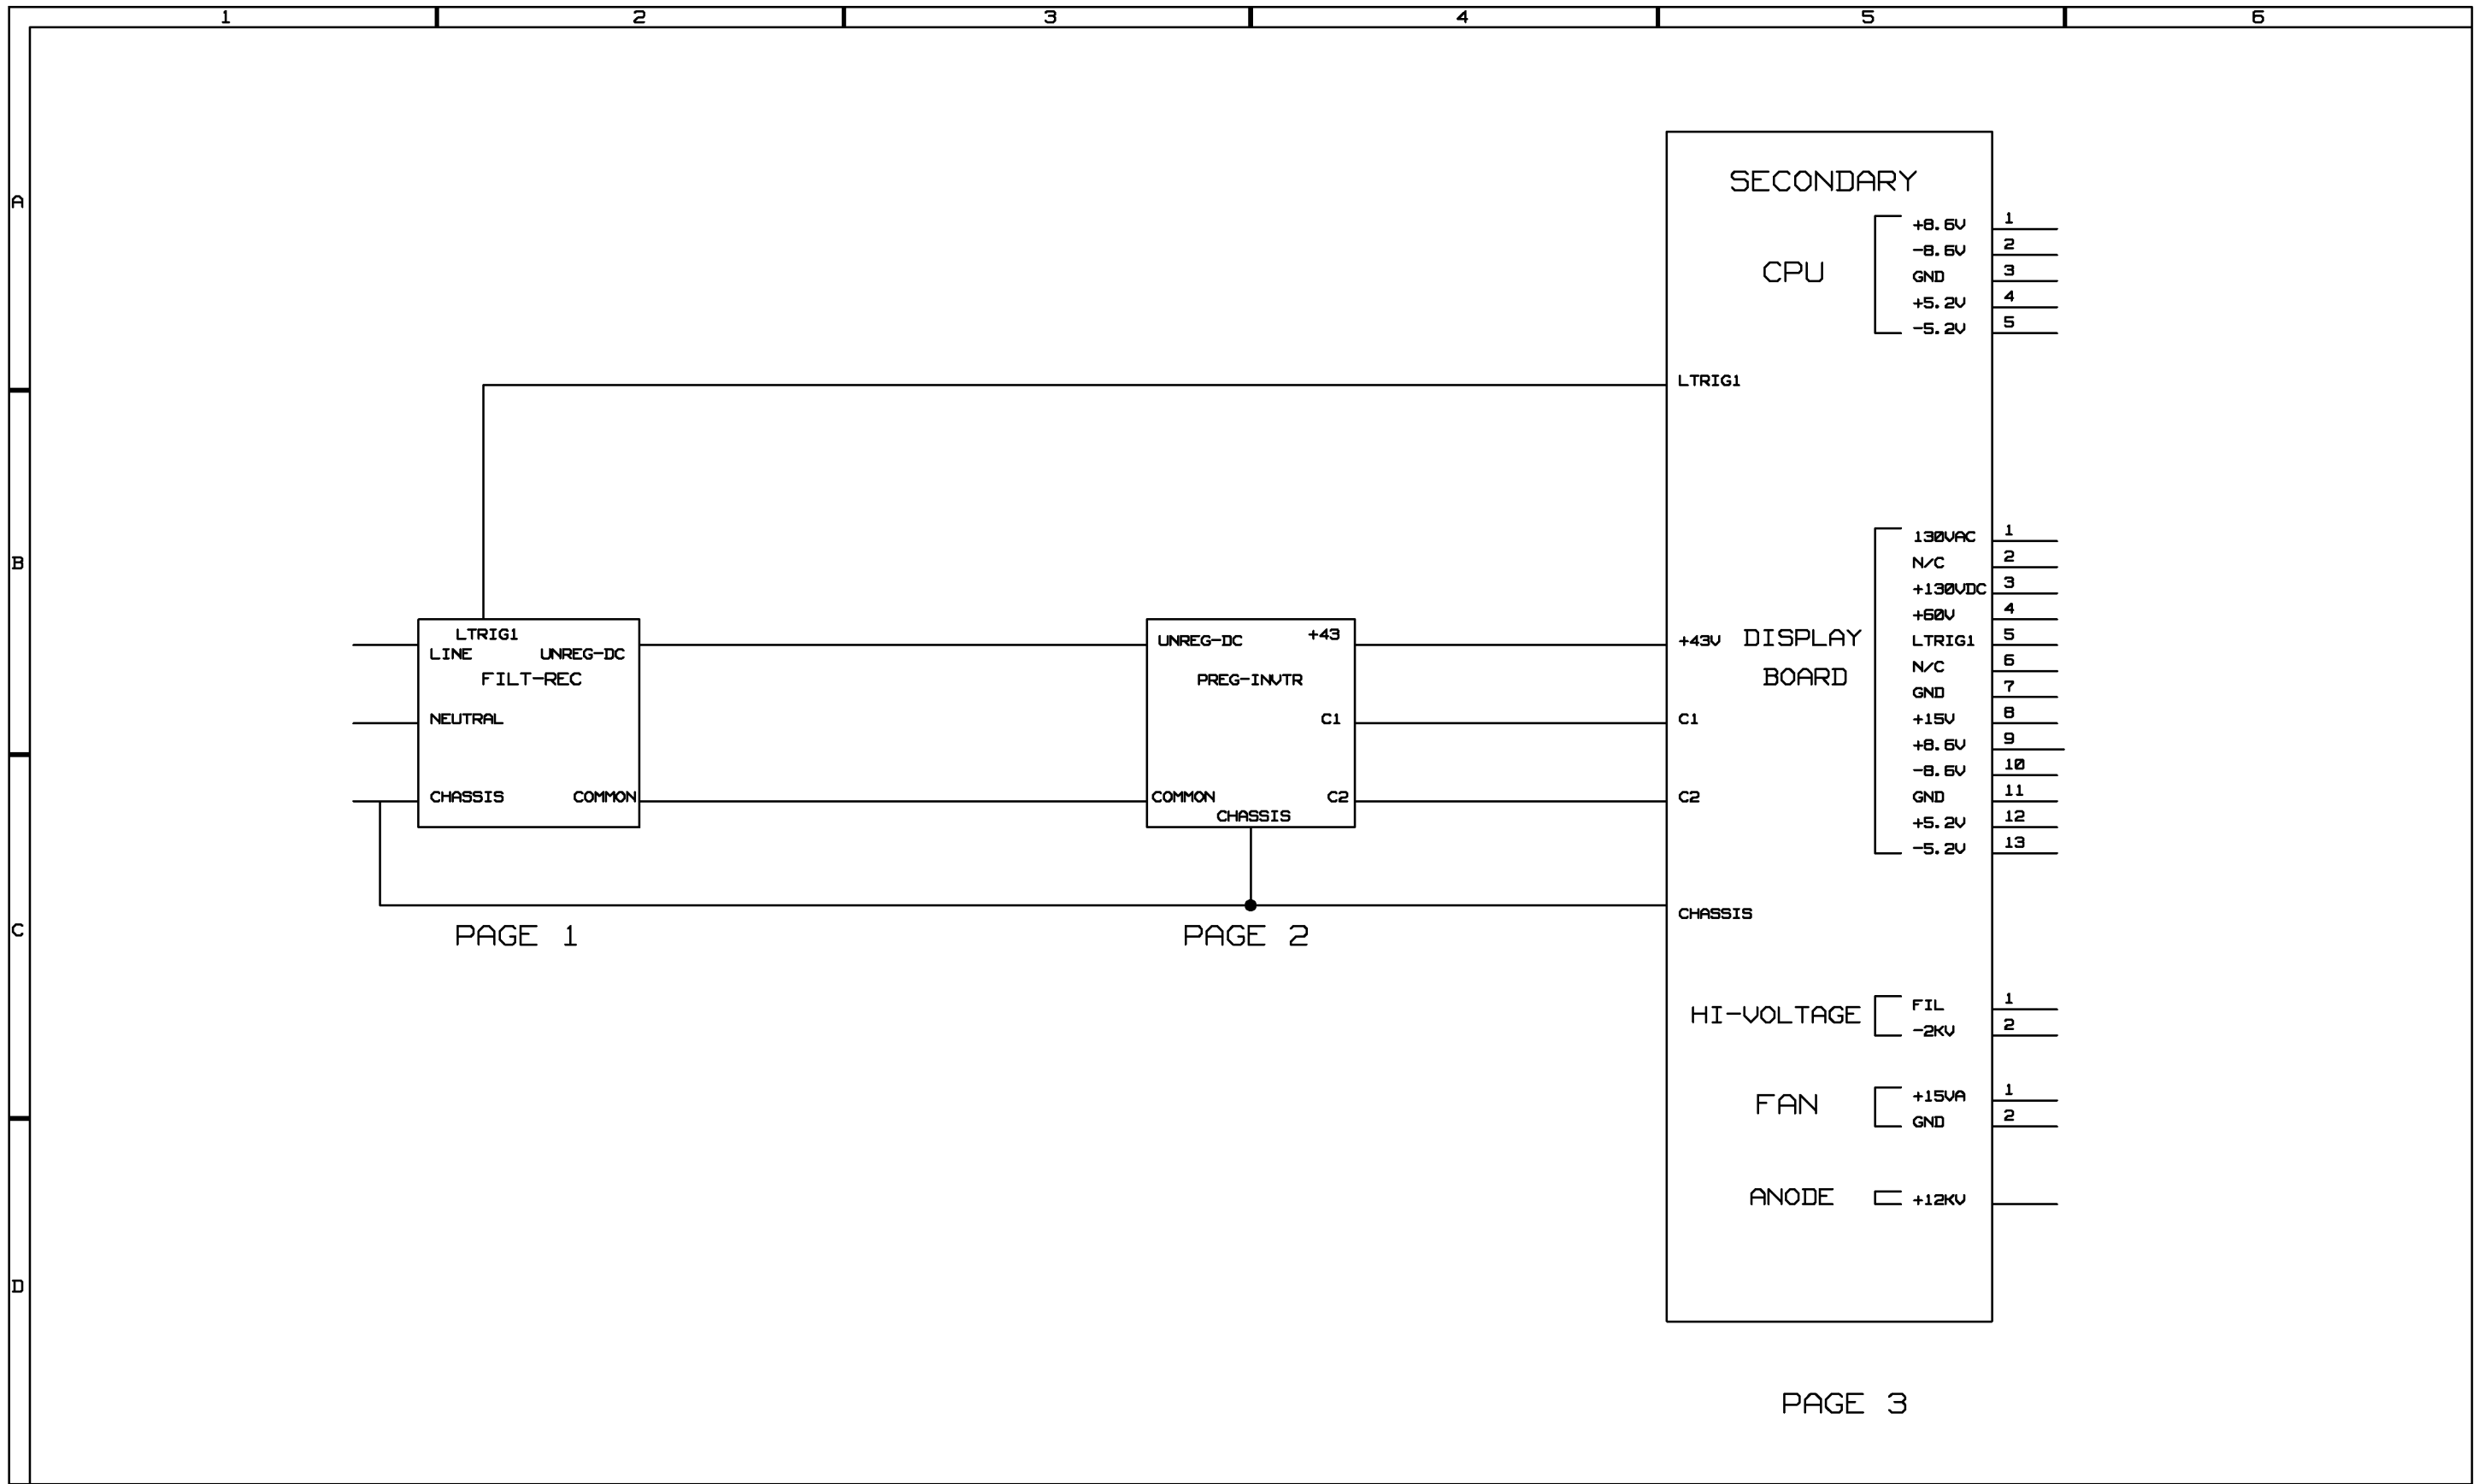 1 2 3 4 5 6
A
B
C
D
SECONDARY
CPU
+8.6V 1
-8.6V 2
GND 3
+5.2V 4
-5.2V 5
LTRIG1
DISPLAY
BOARD
130VAC 1
N/C 2
+130VDC 3
+60V 4
LTRIG1 5
N/C 6
GND 7
+15V 8
+8.6V 9
-8.6V 10
GND 11
+5.2V 12
-5.2V 13
+43V
C1
C2
CHASSIS
HI-VOLTAGE
FIL 1
-2KV 2
FAN
+15VA 1
GND 2
ANODE
+12KV
PAGE 3
LTRIG1
LINE UNREG-DC
FILT-REC
NEUTRAL
CHASSIS COMMON
PAGE 1
UNREG-DC +43
PREG-INVTR
C1
COMMON C2
CHASSIS
PAGE 2